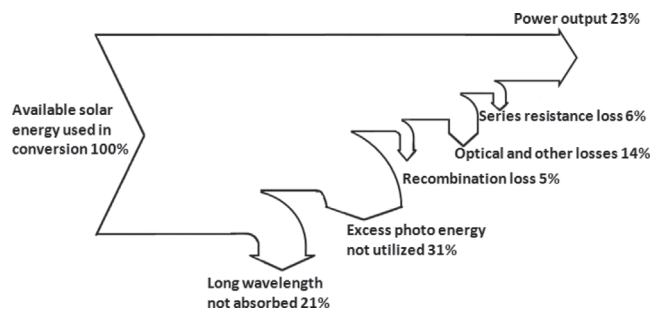 Power output 23%
Available solar
energy used in
conversion 100%
Series resistance loss 6%
Optical and other losses 14%
Recombination loss 5%
Excess photo energy
not utilized 31%
Long wavelength
not absorbed 21%